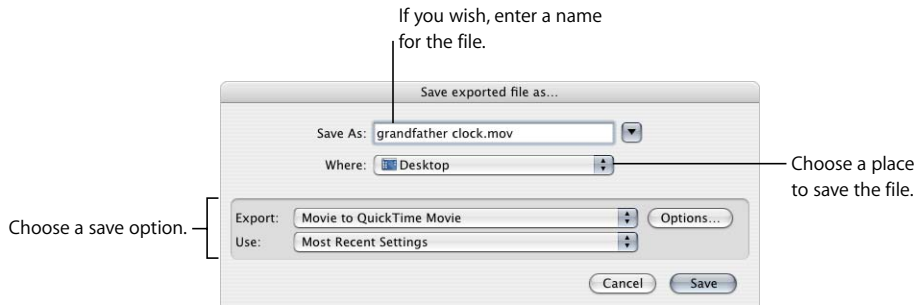 If you wish, enter a name
for the file.
Save exported file as...
Save As: grandfather clock.mov
Where: Desktop
Choose a place
to save the file.
Choose a save option.
Export: Movie to QuickTime Movie Options...
Use: Most Recent Settings
Cancel Save